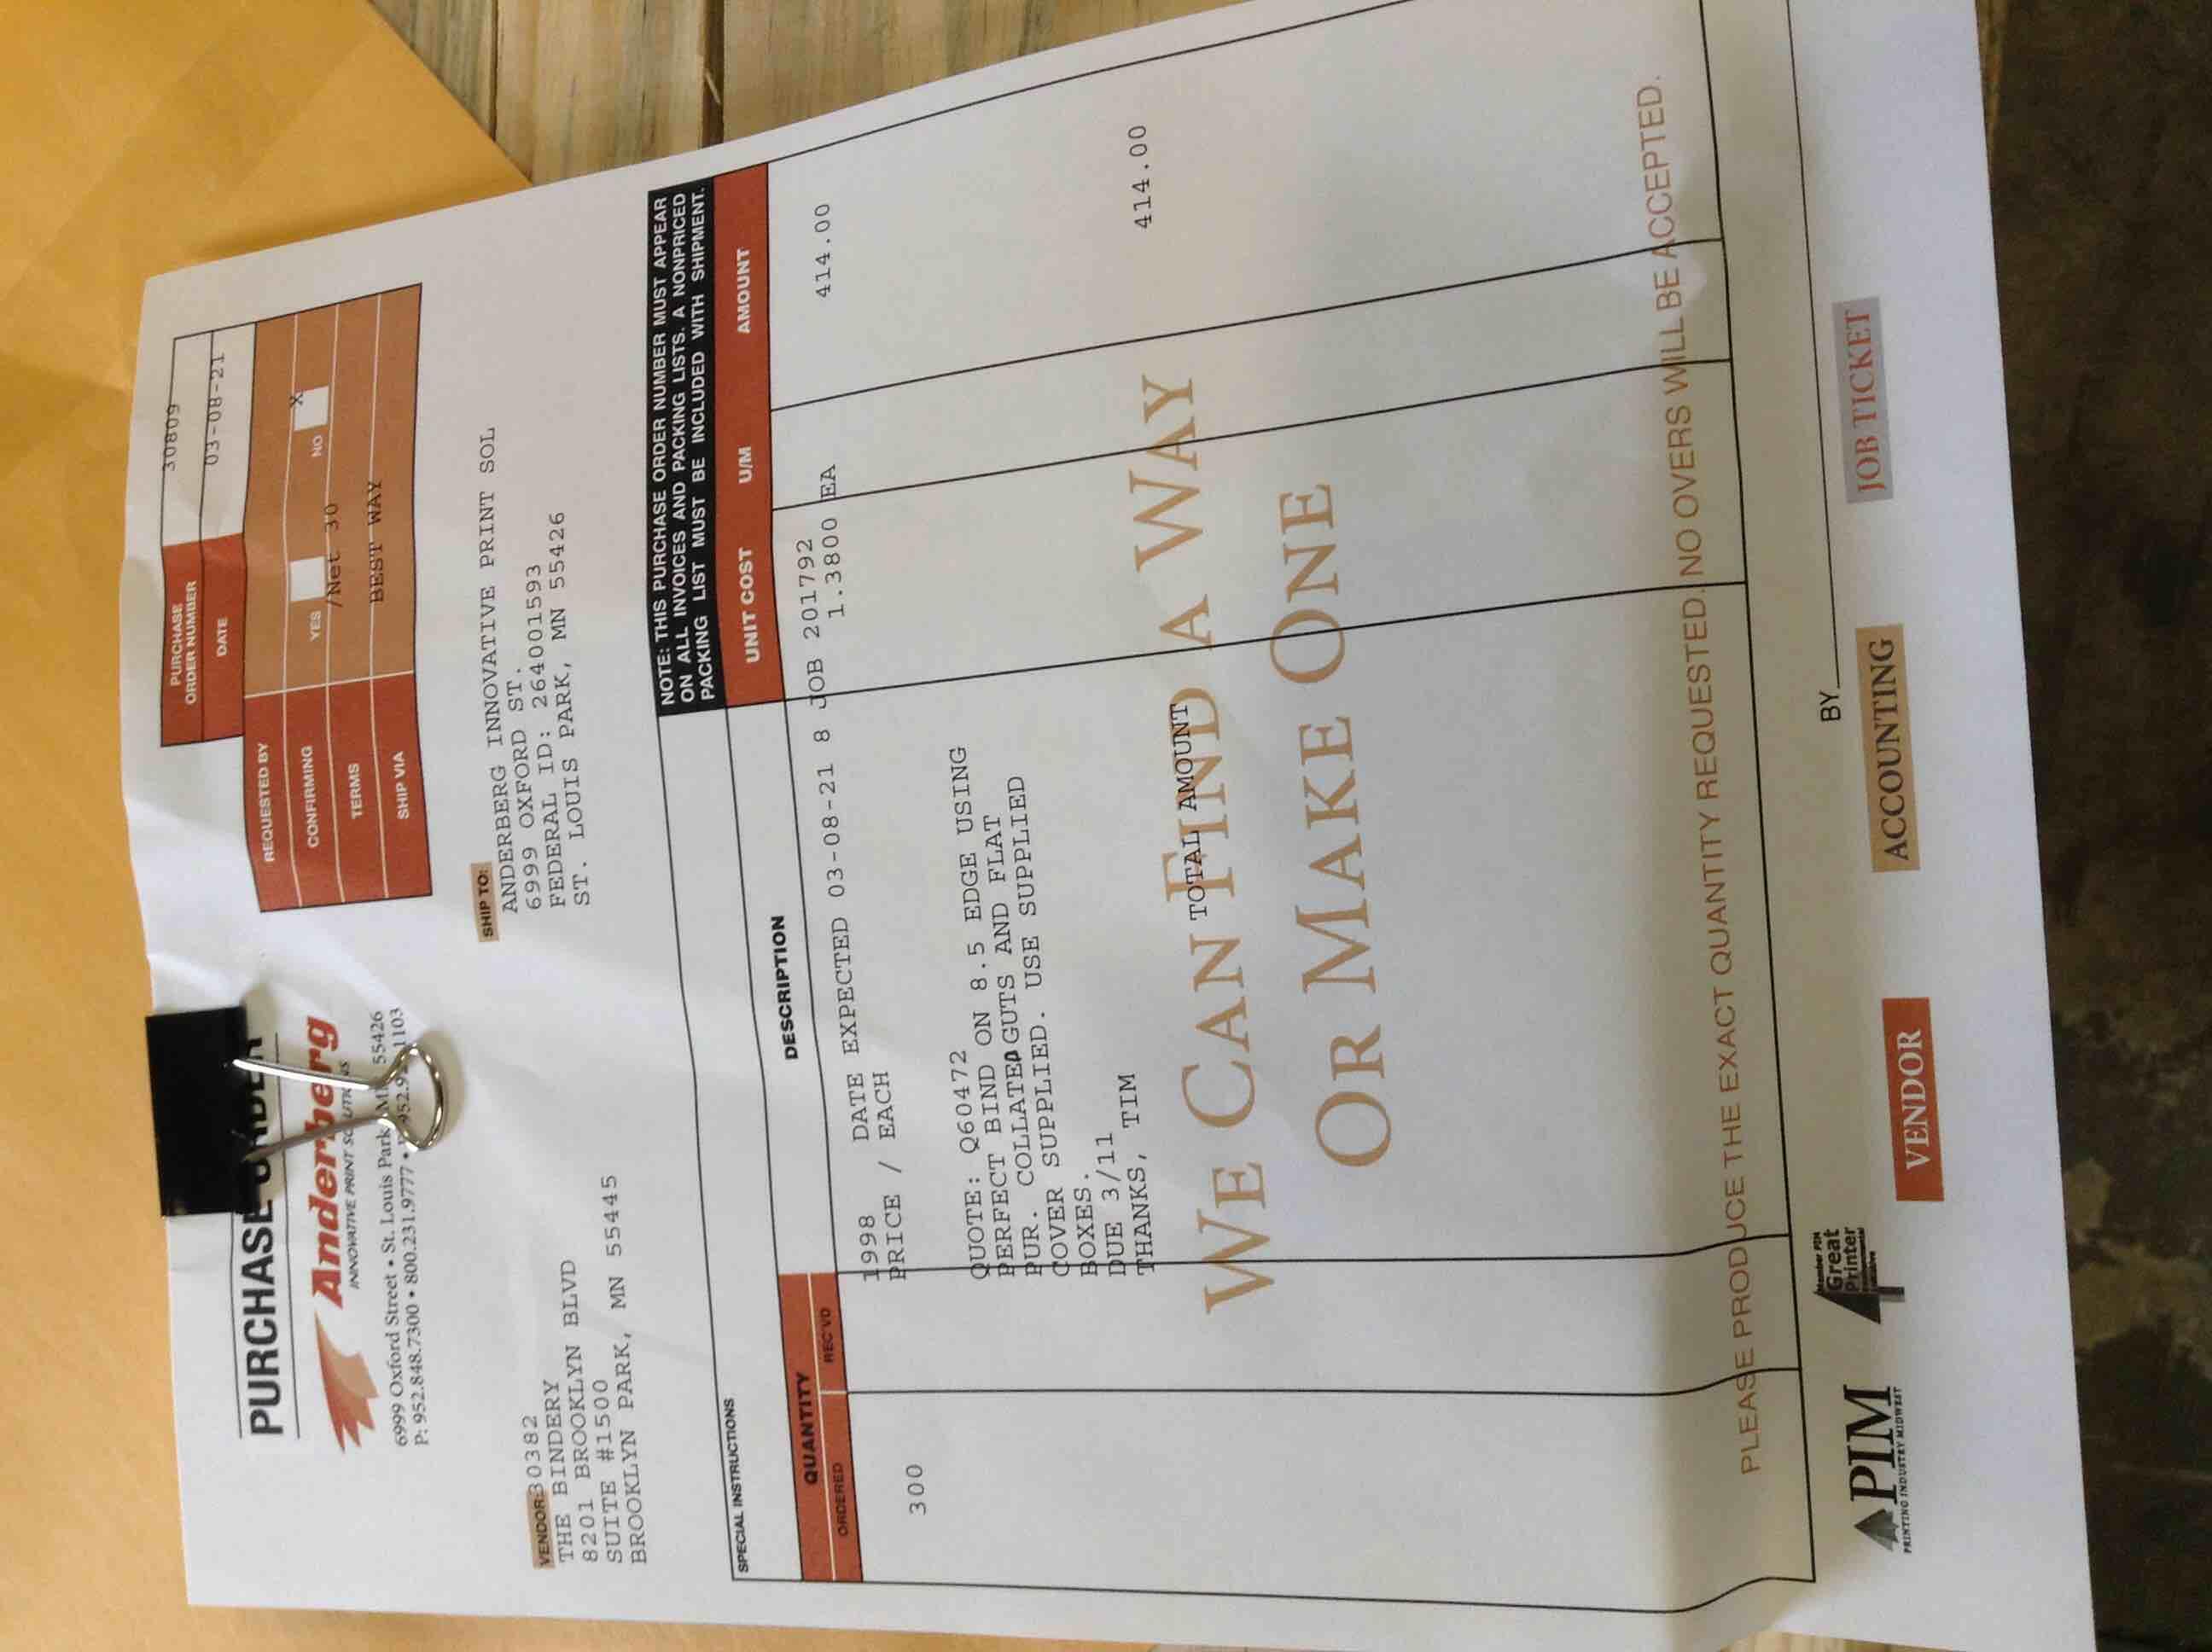 PURCHASE
Anderberg
INNOVATIVE PRINT
6999 Oxford Street • St. Louis Park, 55426
P: 952.848.7300 • 800.231.9777 • 1103
PURCHASE ORDER NUMBER 30809
DATE 03-08-21
REQUESTED BY
CONFIRMING YES NO X
TERMS /Net 30
SHIP VIA BEST WAY
VENDOR: 30382
THE BINDERY
8201 BROOKLYN BLVD
SUITE #1500
BROOKLYN PARK, MN 55445
SHIP TO:
ANDERBERG INNOVATIVE PRINT SOL
6999 OXFORD ST.
FEDERAL ID: 264001593
ST. LOUIS PARK, MN 55426
NOTE: THIS PURCHASE ORDER NUMBER MUST APPEAR
ON ALL INVOICES AND PACKING LISTS. A NONPRICED
PACKING LIST MUST BE INCLUDED WITH SHIPMENT.
SPECIAL INSTRUCTIONS
QUANTITY DESCRIPTION UNIT COST U/M AMOUNT
ORDERED REC'VD
1998 DATE EXPECTED 03-08-21 8 JOB 201792
300 PRICE / EACH 1.3800 EA 414.00
QUOTE: Q60472
PERFECT BIND ON 8.5 EDGE USING
PUR. COLLATED GUTS AND FLAT
COVER SUPPLIED. USE SUPPLIED
BOXES.
DUE 3/11
THANKS, TIM
TOTAL AMOUNT 414.00
WE CAN FIND A WAY
OR MAKE ONE
PLEASE PRODUCE THE EXACT QUANTITY REQUESTED. NO OVERS WILL BE ACCEPTED.
BY
PIM
PRINTING INDUSTRY MIDWEST
Member PIM
Great
Printer
VENDOR
ACCOUNTING
JOB TICKET